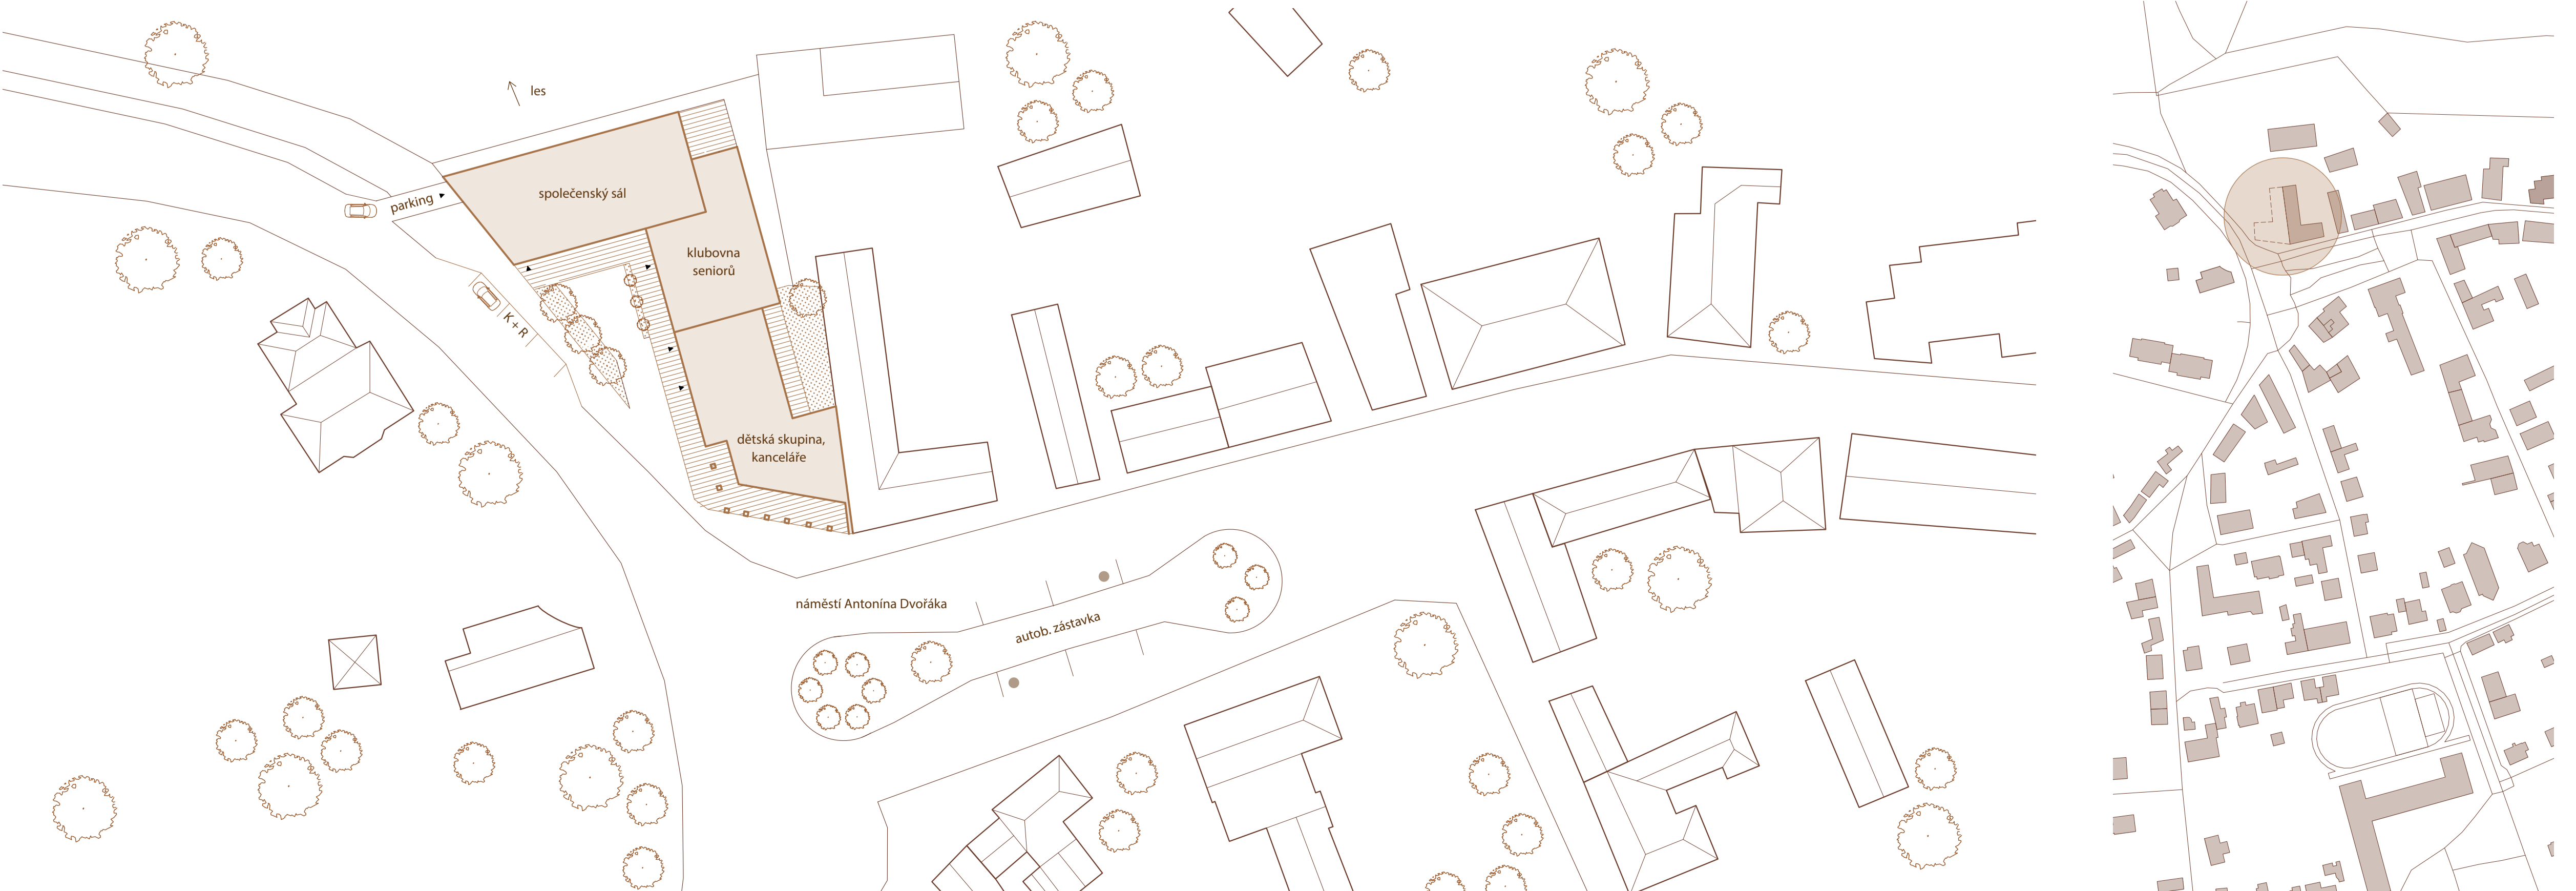 les
společenský sál
parking
klubovna
seniorů
K + R
dětská skupina,
kanceláře
náměstí Antonína Dvořáka
autob. zástavka